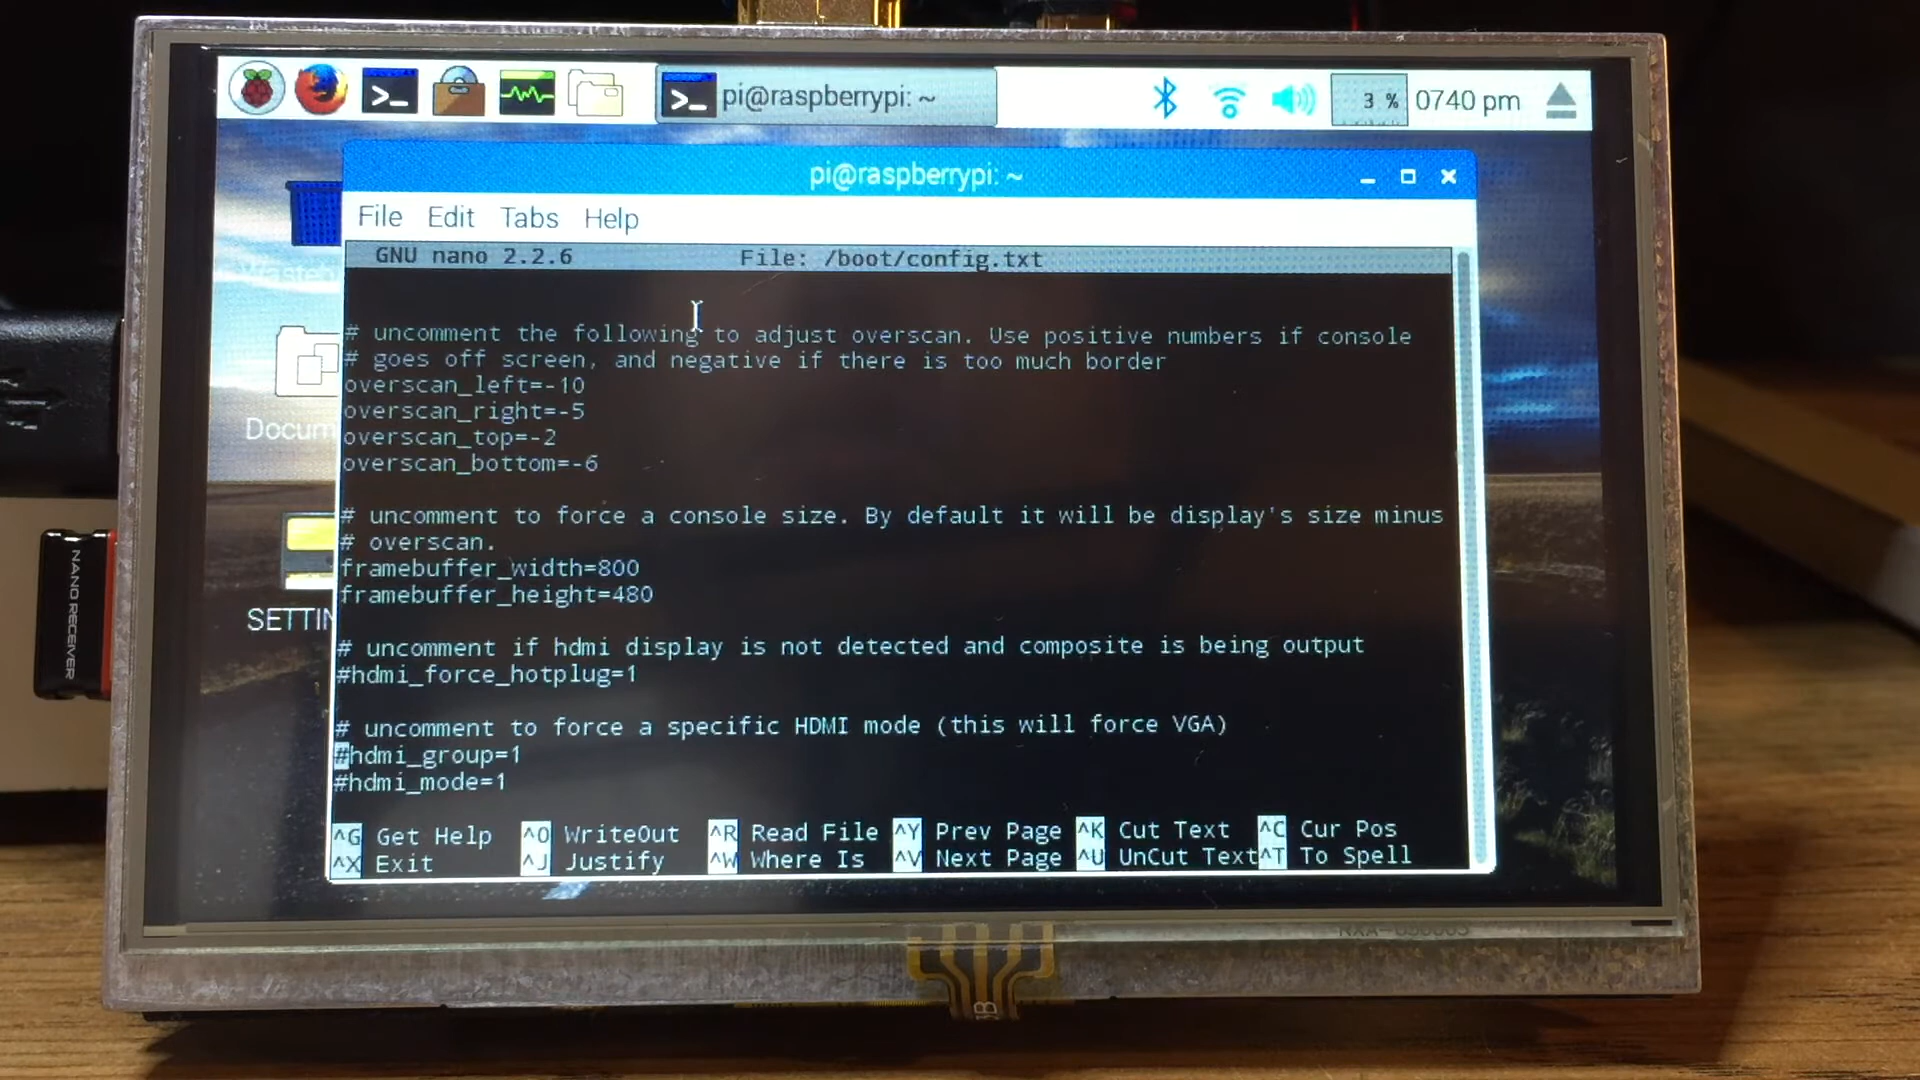 pi@raspberrypi: ~
3 %
0740 pm
pi@raspberrypi: ~
File Edit Tabs Help
GNU nano 2.2.6 File: /boot/config.txt
# uncomment the following to adjust overscan. Use positive numbers if console
# goes off screen, and negative if there is too much border
overscan_left=-10
overscan_right=-5
overscan_top=-2
overscan_bottom=-6
# uncomment to force a console size. By default it will be display's size minus
# overscan.
framebuffer_width=800
framebuffer_height=480
# uncomment if hdmi display is not detected and composite is being output
#hdmi_force_hotplug=1
# uncomment to force a specific HDMI mode (this will force VGA)
#hdmi_group=1
#hdmi_mode=1
^G Get Help ^O WriteOut ^R Read File ^Y Prev Page ^K Cut Text ^C Cur Pos
^X Exit ^J Justify ^W Where Is ^V Next Page ^U UnCut Text ^T To Spell
Wasteb
Docum
SETTIN
NANO RECEIVER